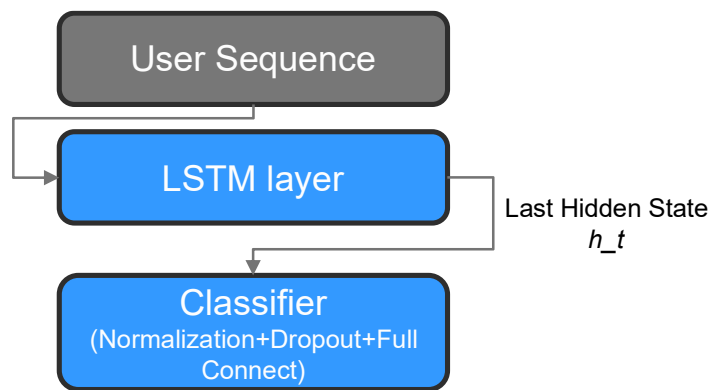 User Sequence
LSTM layer
Last Hidden State
h_t
Classifier
(Normalization+Dropout+Full
Connect)